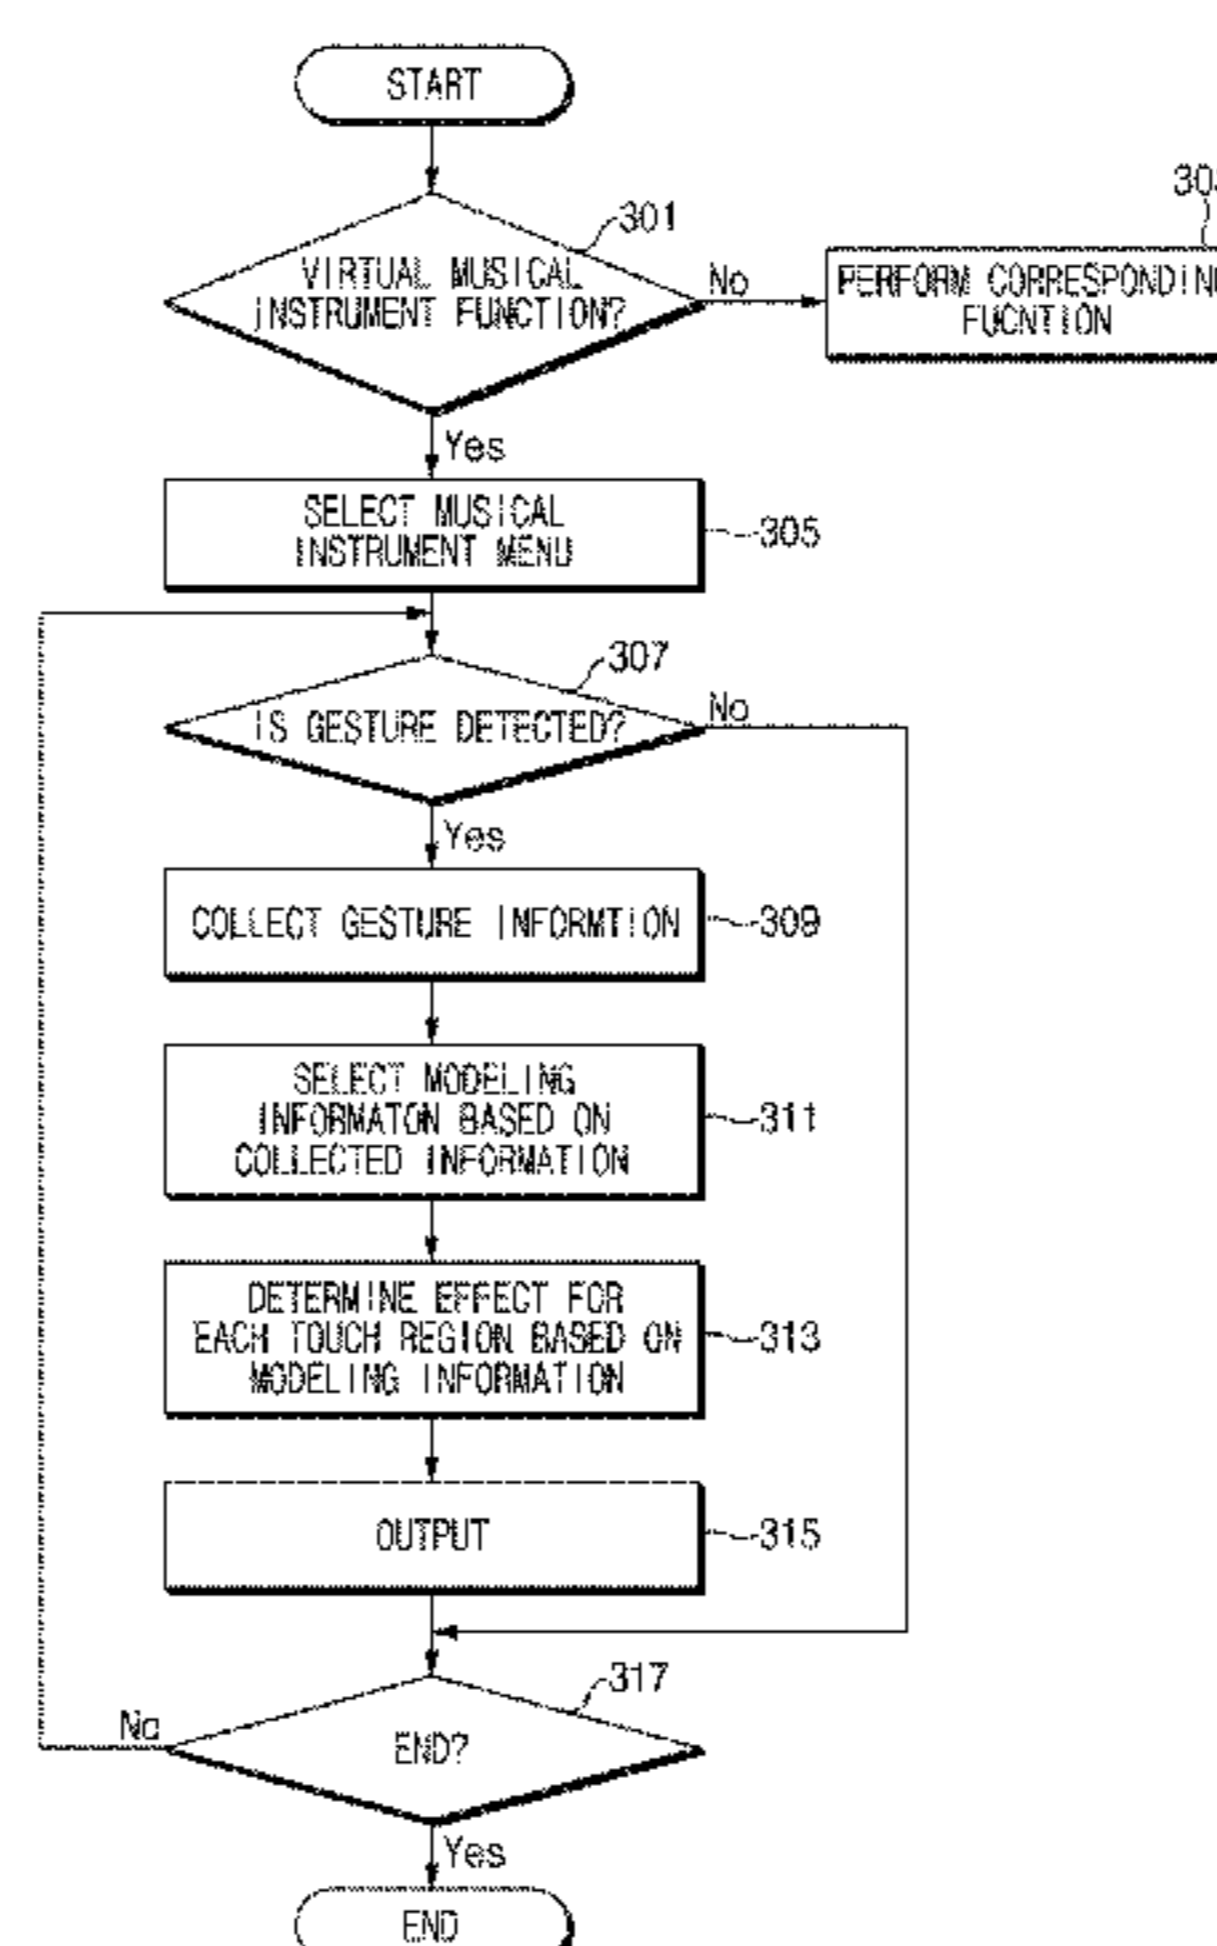 START
301
VIRTUAL MUSICAL
INSTRUMENT FUNCTION?
No
PERFORM CORRESPONDING
FUCNTION
Yes
SELECT MUSICAL
INSTRUMENT MENU
305
307
IS GESTURE DETECTED?
No
Yes
COLLECT GESTURE INFORMTION
309
SELECT MODELING
INFORMATON BASED ON
COLLECTED INFORMATION
311
DETERMINE EFFECT FOR
EACH TOUCH REGION BASED ON
MODELING INFORMATION
313
OUTPUT
315
317
No
END?
Yes
END